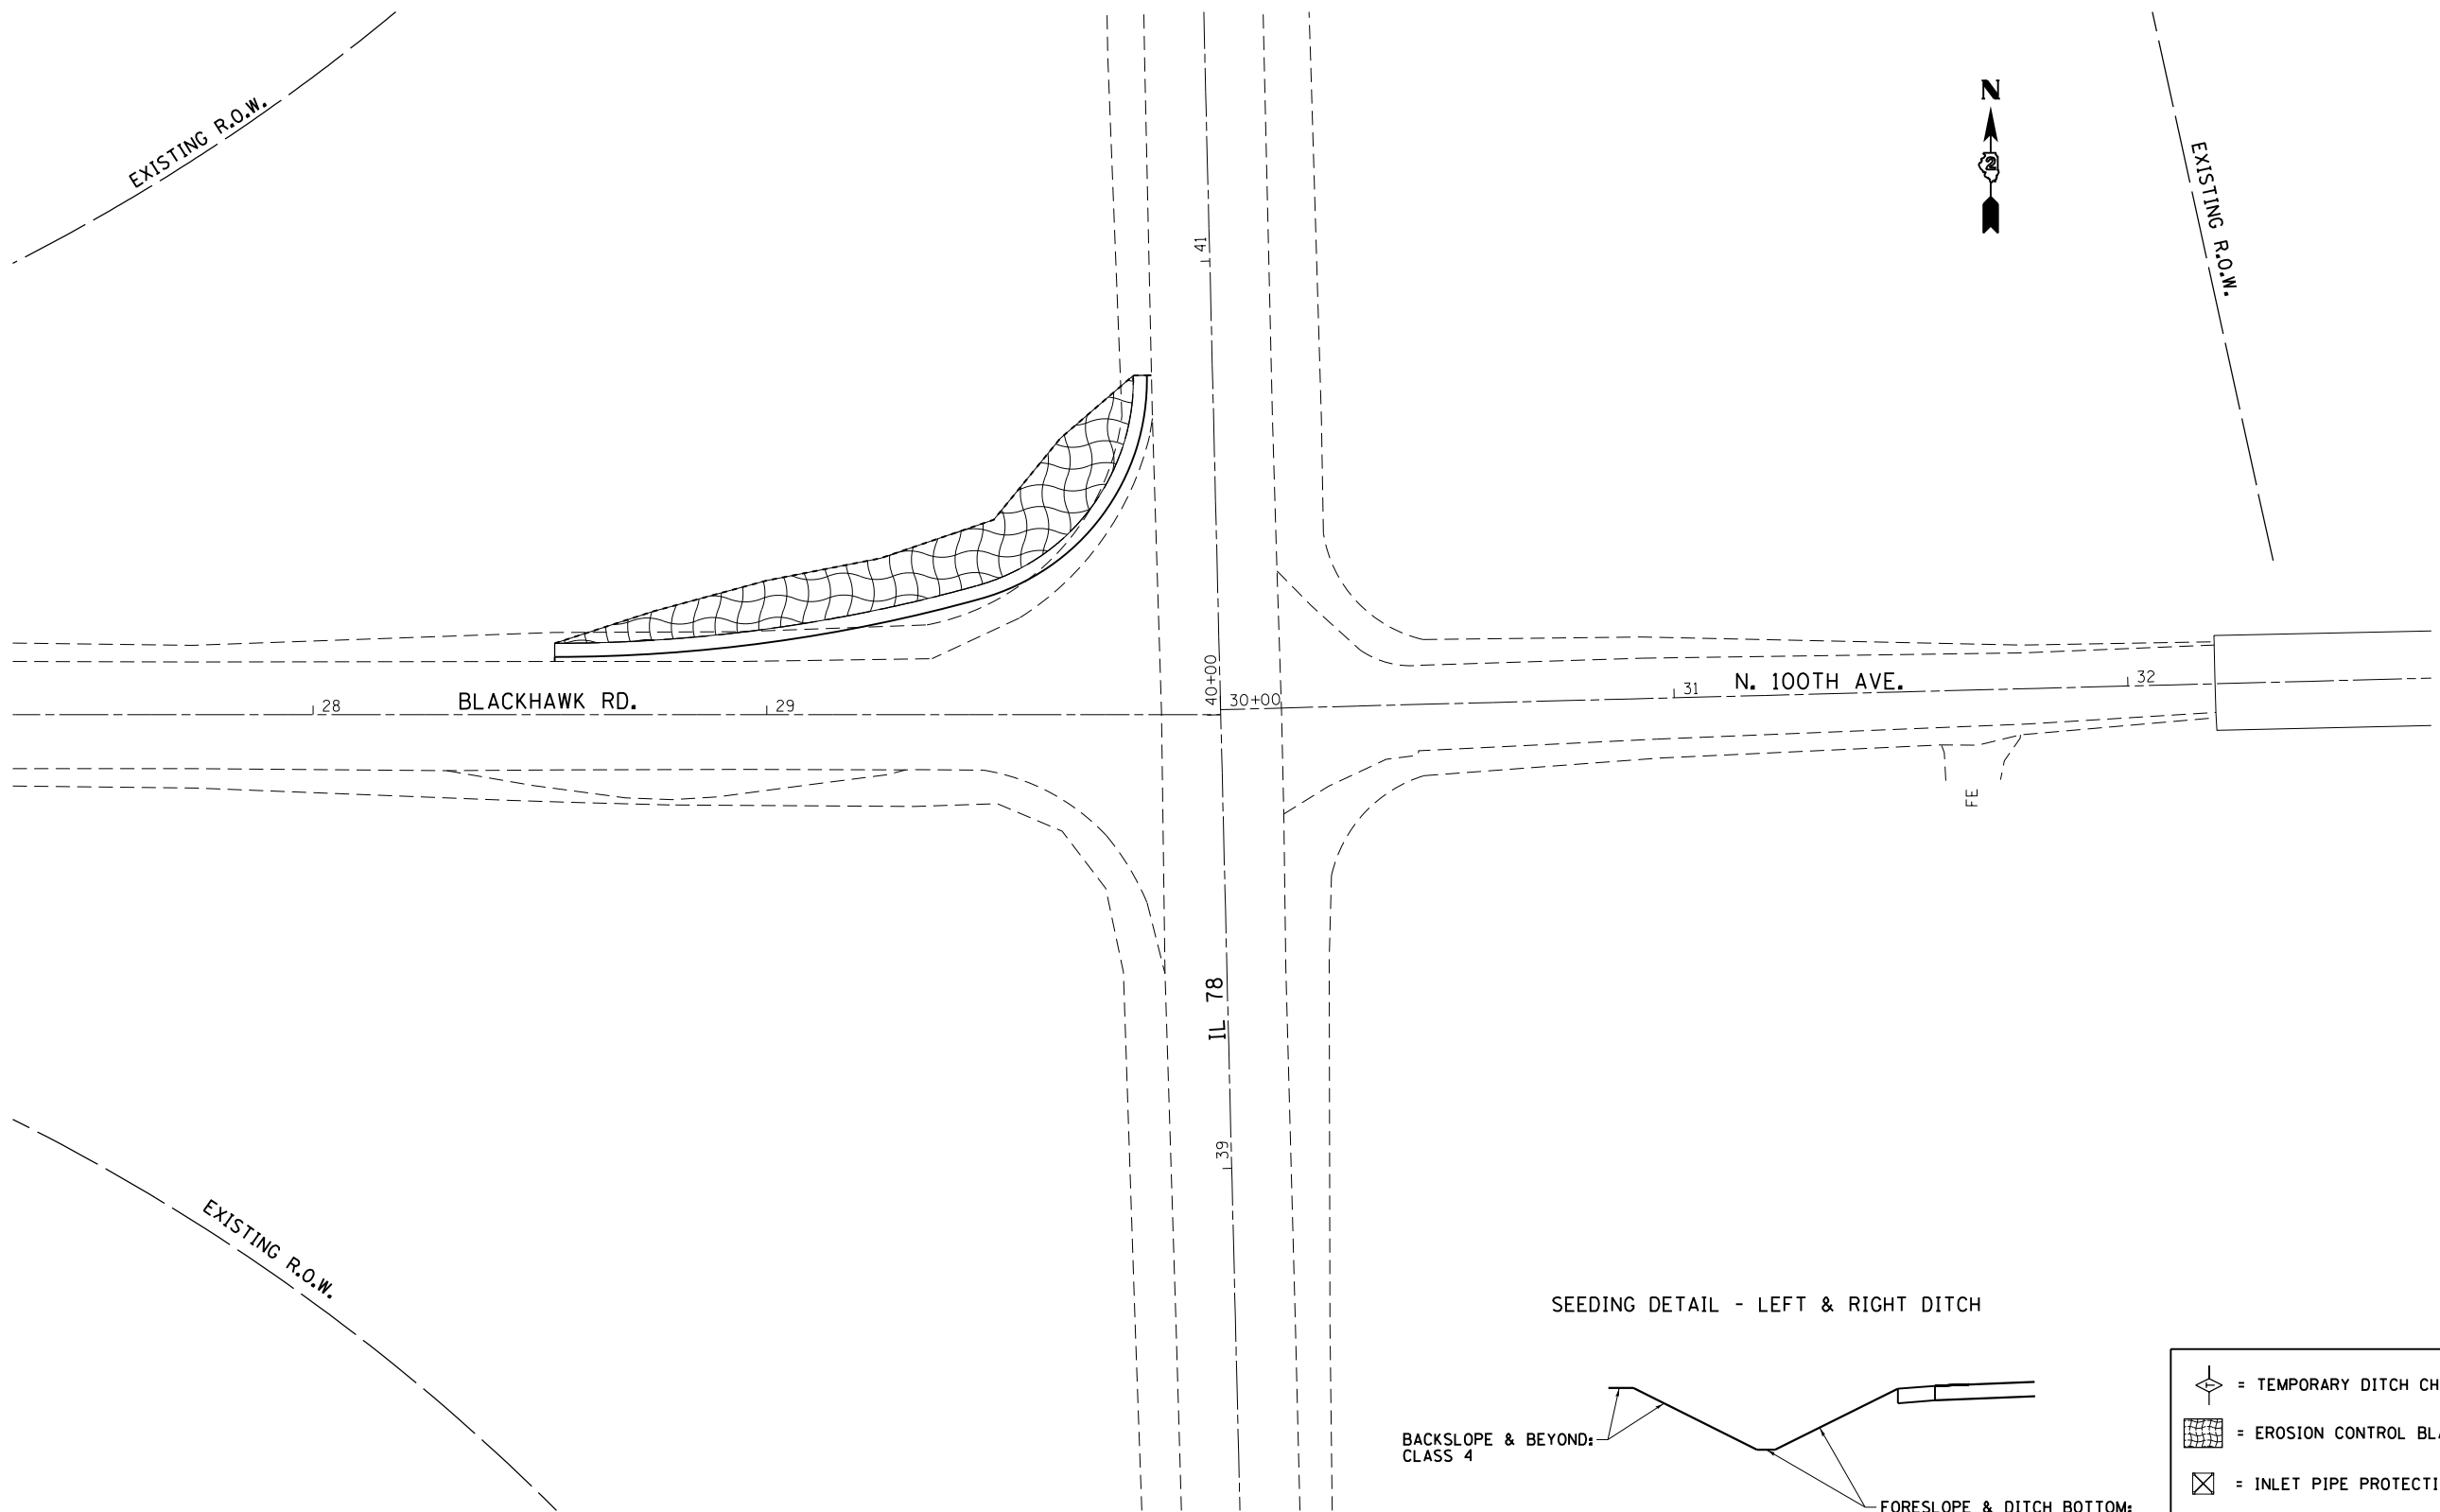 EXISTING R.O.W.
N
2
EXISTING R.O.W.
41
BLACKHAWK RD.
28
29
40+00
30+00
31
N. 100TH AVE.
32
FE
IL 78
39
EXISTING R.O.W.
SEEDING DETAIL - LEFT & RIGHT DITCH
BACKSLOPE & BEYOND:
CLASS 4
FORESLOPE & DITCH BOTTOM:
T = TEMPORARY DITCH CH
= EROSION CONTROL BLA
= INLET PIPE PROTECTI